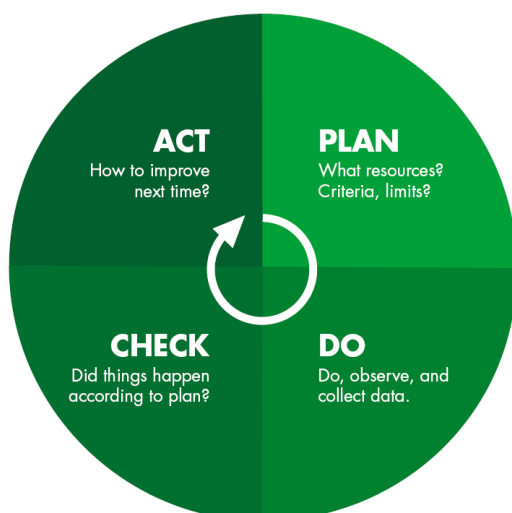 ACT
How to improve
next time?
PLAN
What resources?
Criteria, limits?
CHECK
Did things happen
according to plan?
DO
Do, observe, and
collect data.